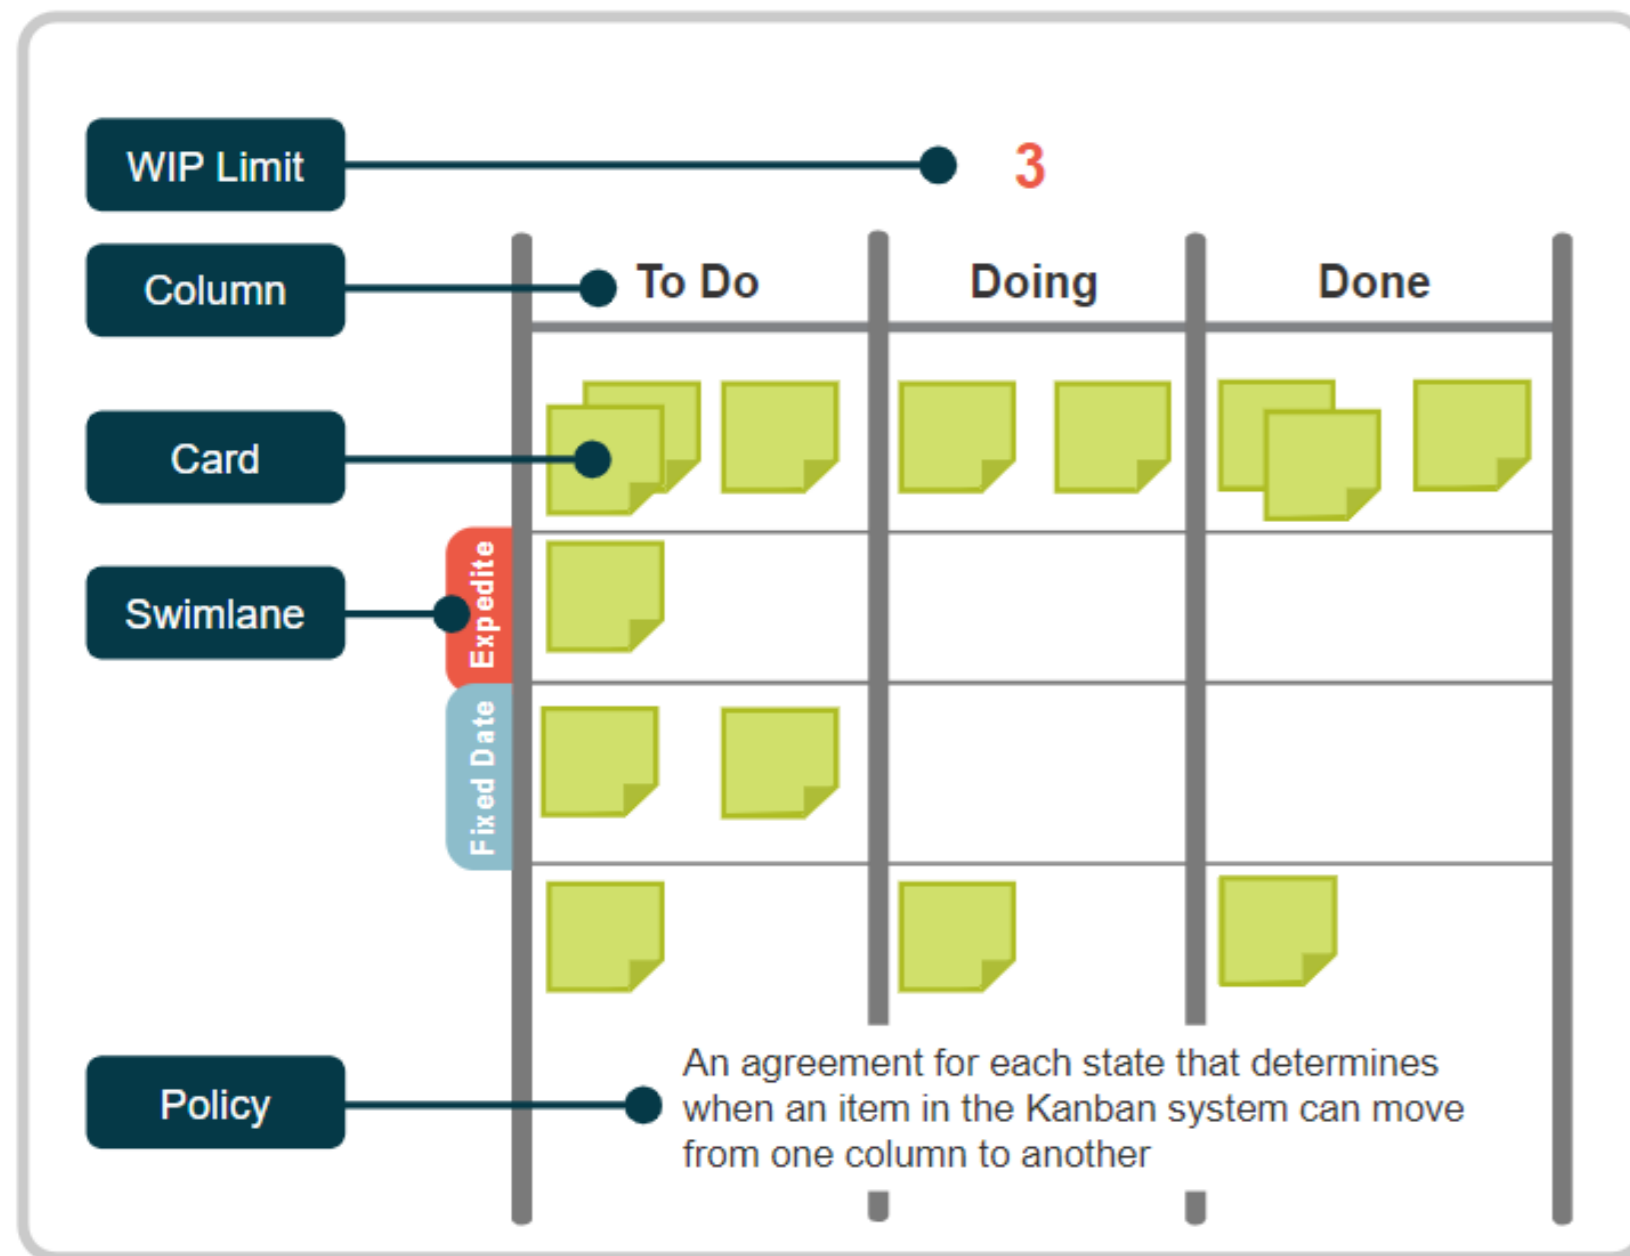 WIP Limit
3
Column
To Do
Doing
Done
Card
Expedite
Swimlane
Fixed Date
Policy
An agreement for each state that determines
when an item in the Kanban system can move
from one column to another